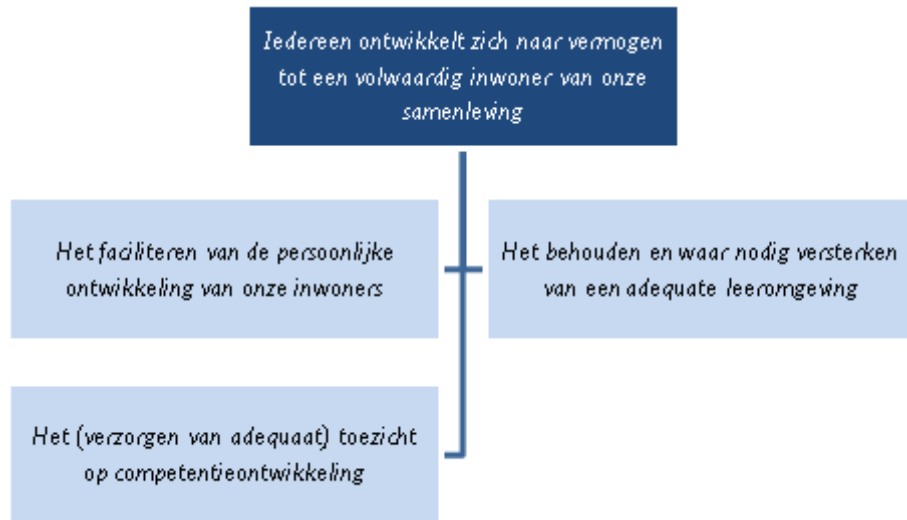 Iedereen ontwikkelt zich naar vermogen
tot een volwaardig inwoner van onze
samenleving
Het faciliteren van de persoonlijke
ontwikkeling van onze inwoners
Het behouden en waar nodig versterken
van een adequate leeromgeving
Het (verzorgen van adequaat) toezicht
op competentieontwikkeling